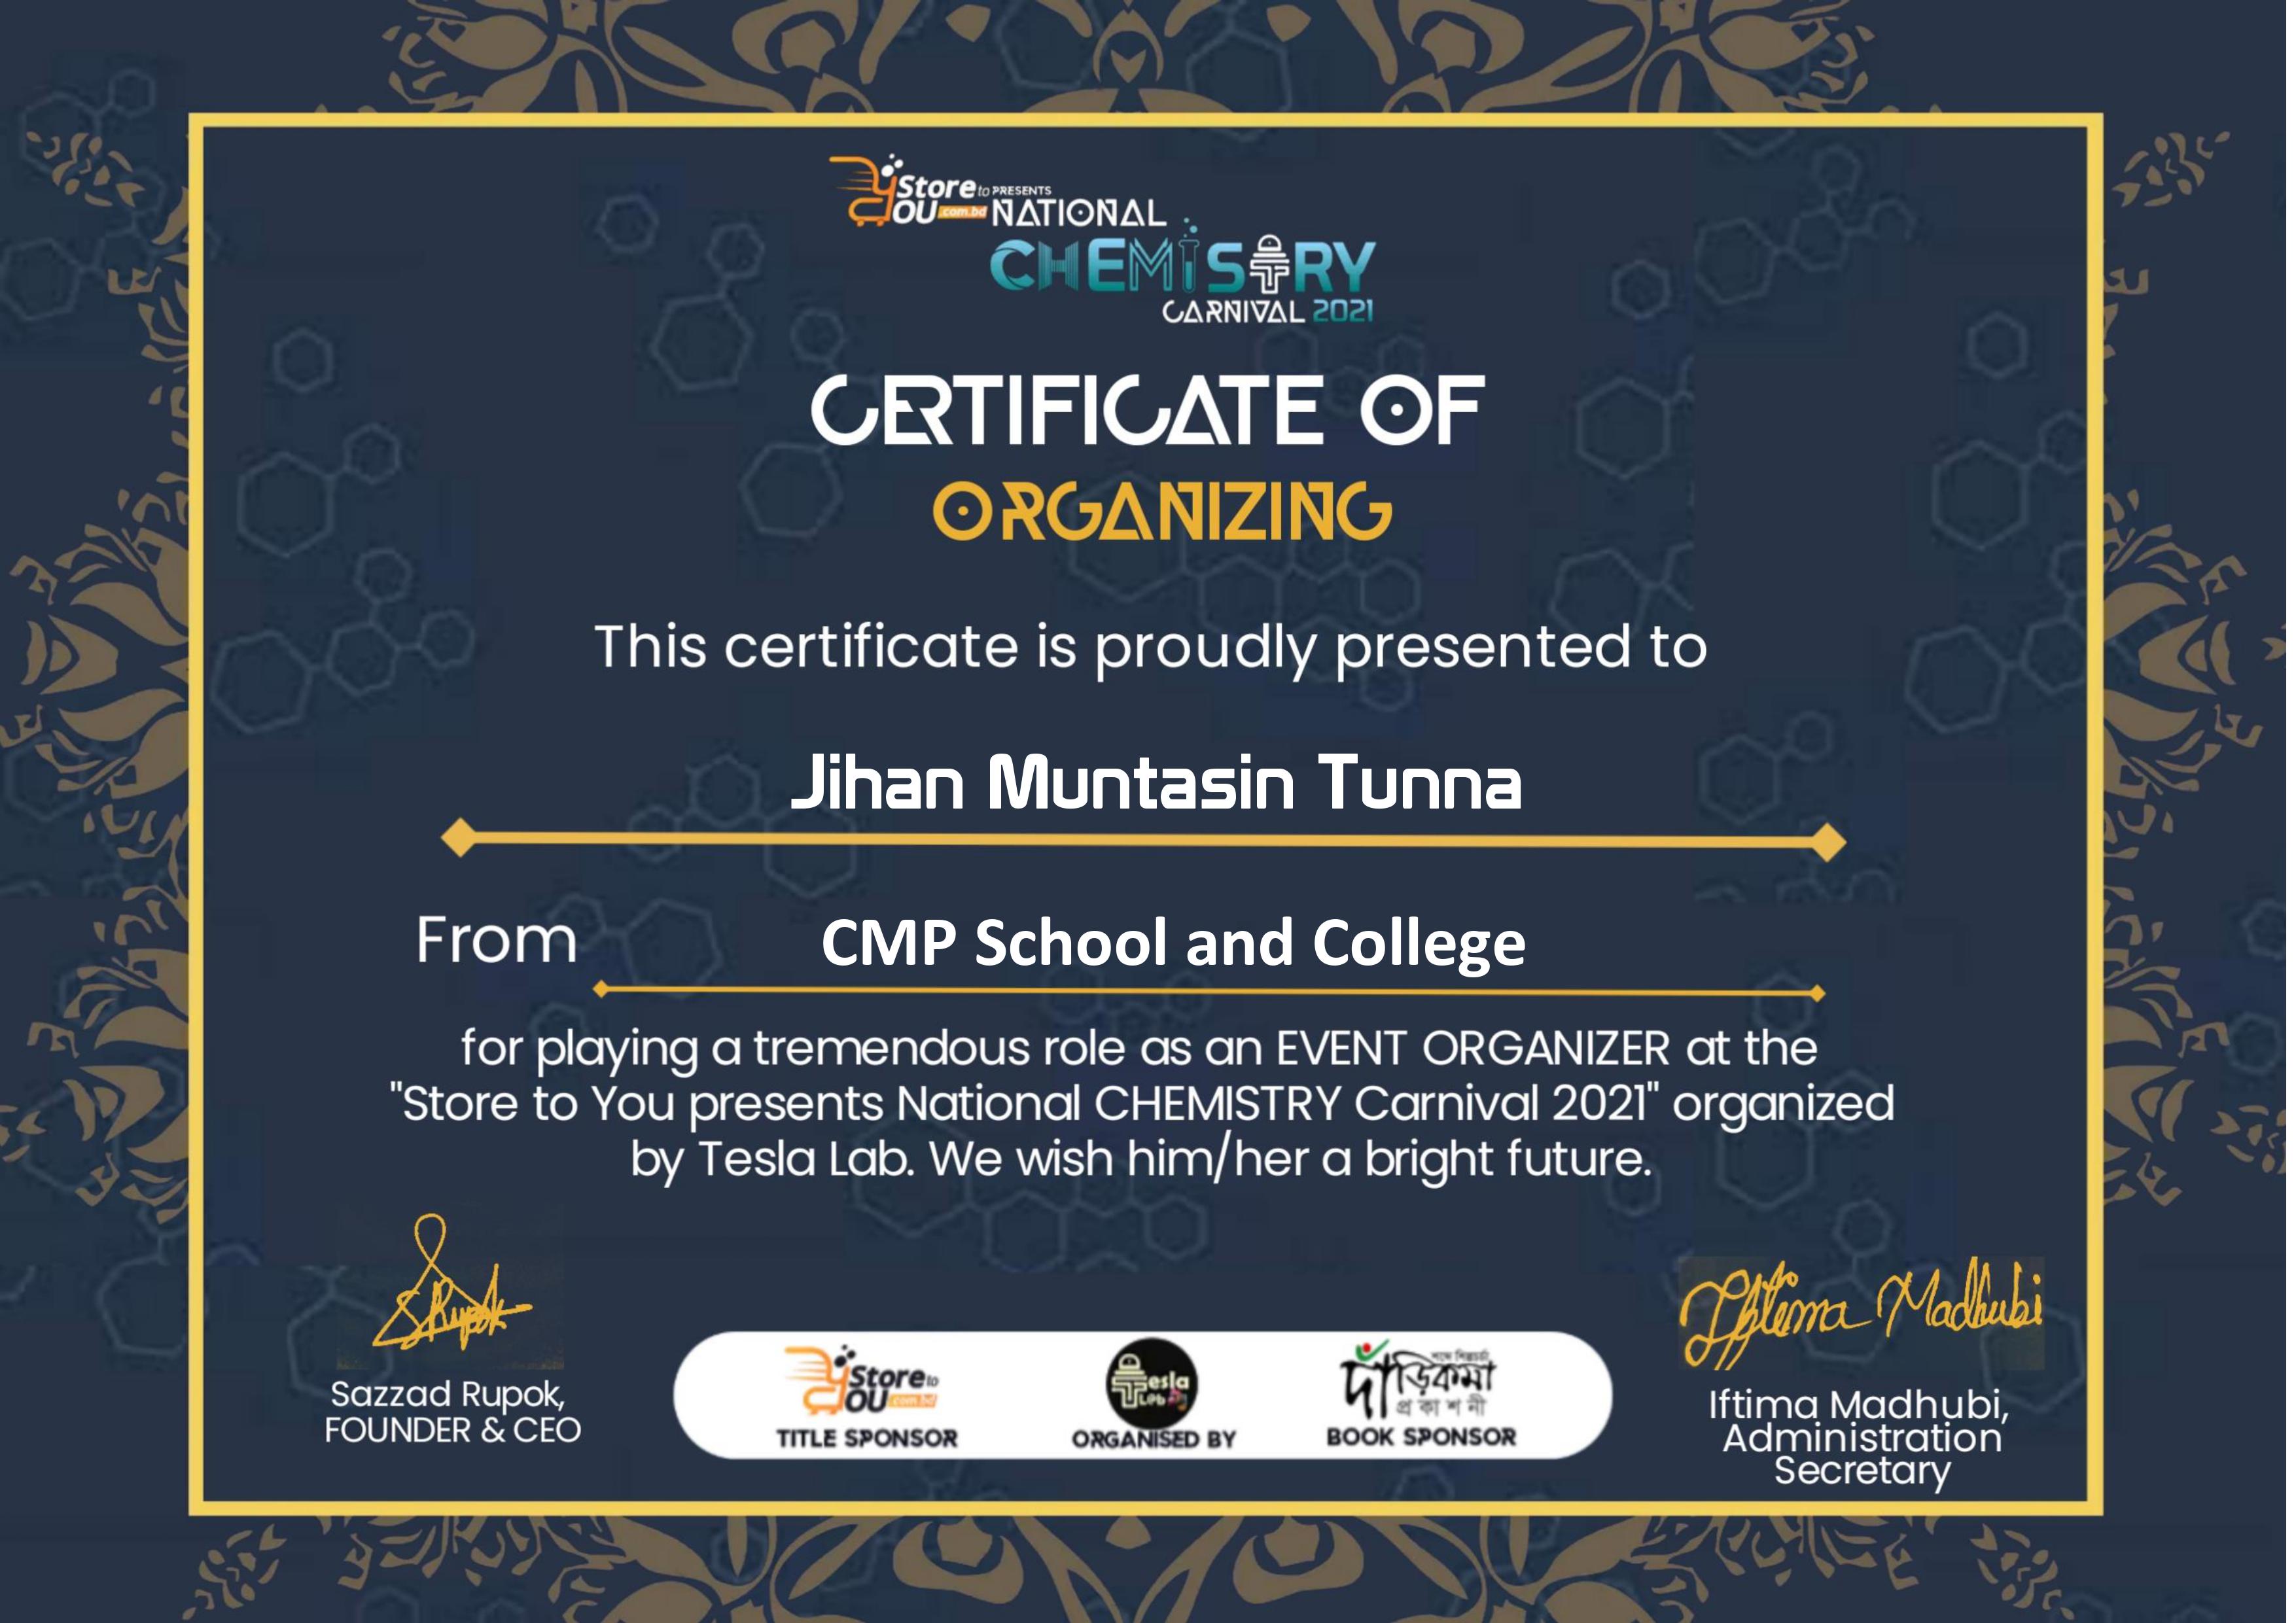 Store to PRESENTS
YOU .com.bd NATIONAL
CHEMISTRY
CARNIVAL 2021
CERTIFICATE OF
ORGANIZING
This certificate is proudly presented to
Jihan Muntasin Tunna
From CMP School and College
for playing a tremendous role as an EVENT ORGANIZER at the
"Store to You presents National CHEMISTRY Carnival 2021" organized
by Tesla Lab. We wish him/her a bright future.
SRupok
Iftima Madhubi
Sazzad Rupok,
FOUNDER & CEO
Store to
YOU .com.bd
TITLE SPONSOR
Tesla
Lab
ORGANISED BY
দাঁড়িকমা
প্রকাশনী
BOOK SPONSOR
Iftima Madhubi,
Administration
Secretary